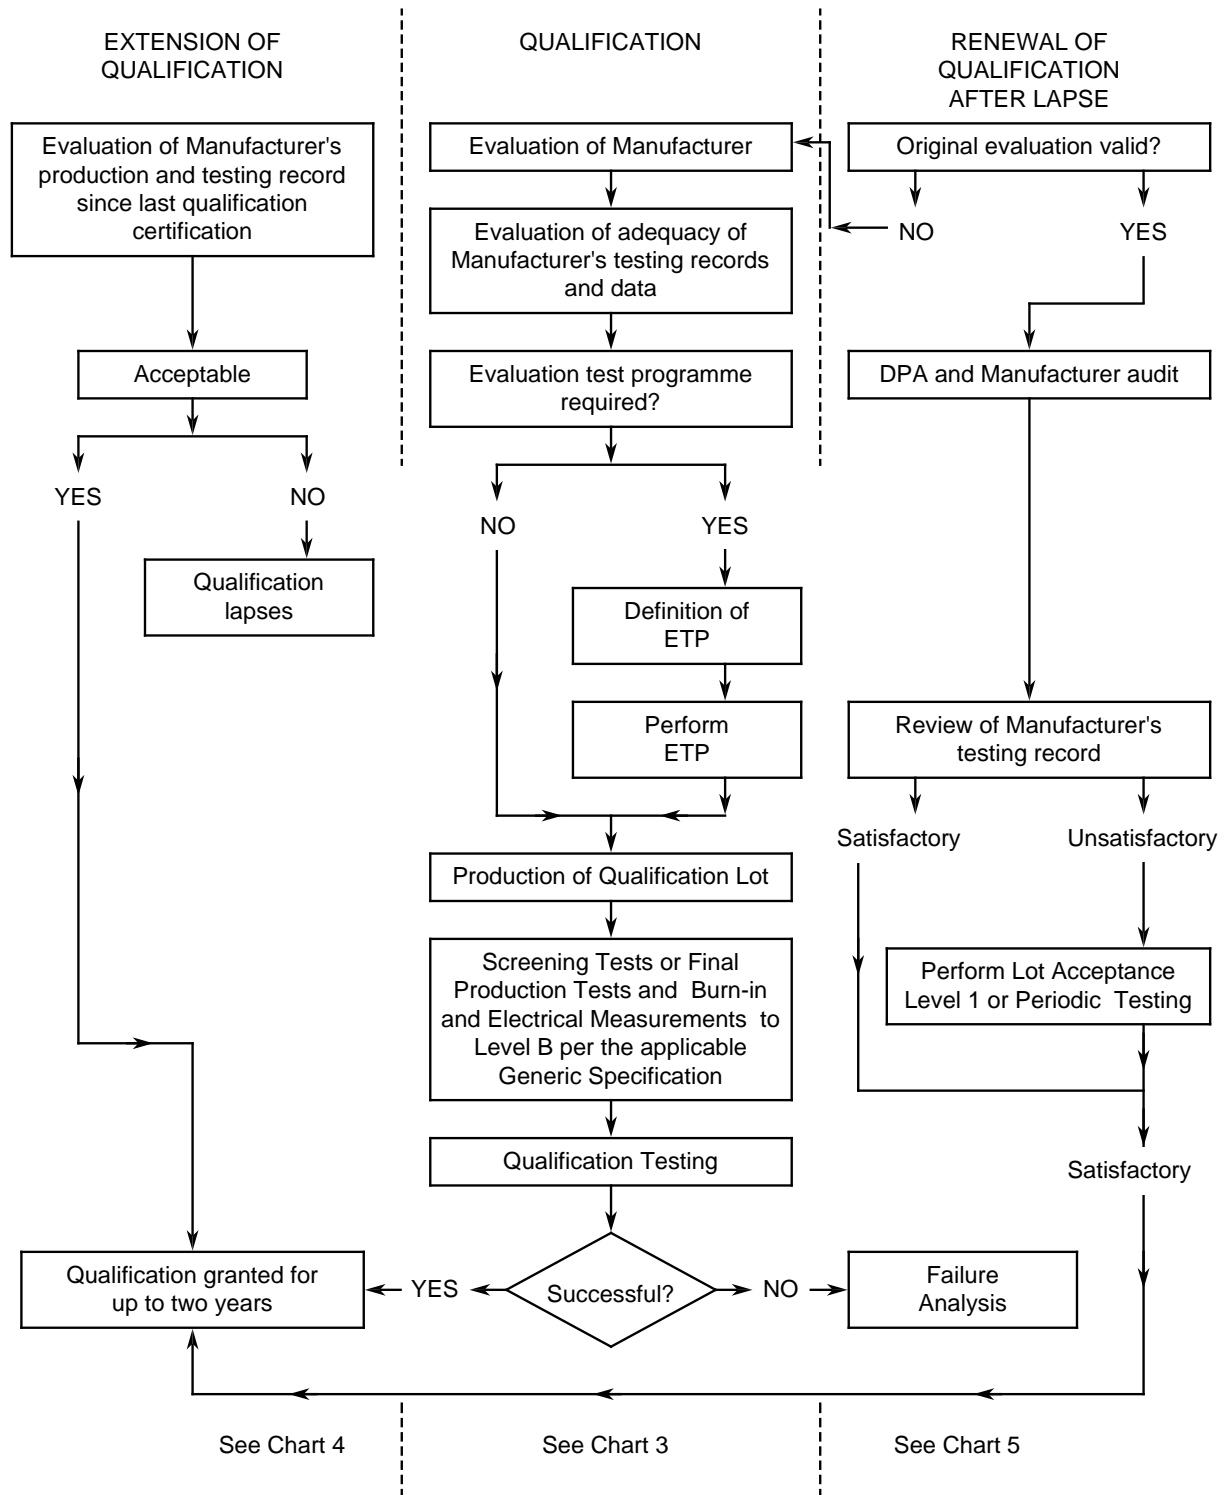 EXTENSION OF
QUALIFICATION
Evaluation of Manufacturer's
production and testing record
since last qualification
certification
Acceptable
YES
NO
Qualification
lapses
QUALIFICATION
Evaluation of Manufacturer
Evaluation of adequacy of
Manufacturer's testing records
and data
Evaluation test programme
required?
NO
YES
Definition of
ETP
Perform
ETP
Production of Qualification Lot
Screening Tests or Final
Production Tests and Burn-in
and Electrical Measurements to
Level B per the applicable
Generic Specification
Qualification Testing
Successful?
YES
NO
Qualification granted for
up to two years
Failure
Analysis
RENEWAL OF
QUALIFICATION
AFTER LAPSE
Original evaluation valid?
NO
YES
DPA and Manufacturer audit
Review of Manufacturer's
testing record
Satisfactory
Unsatisfactory
Perform Lot Acceptance
Level 1 or Periodic Testing
Satisfactory
See Chart 4
See Chart 3
See Chart 5